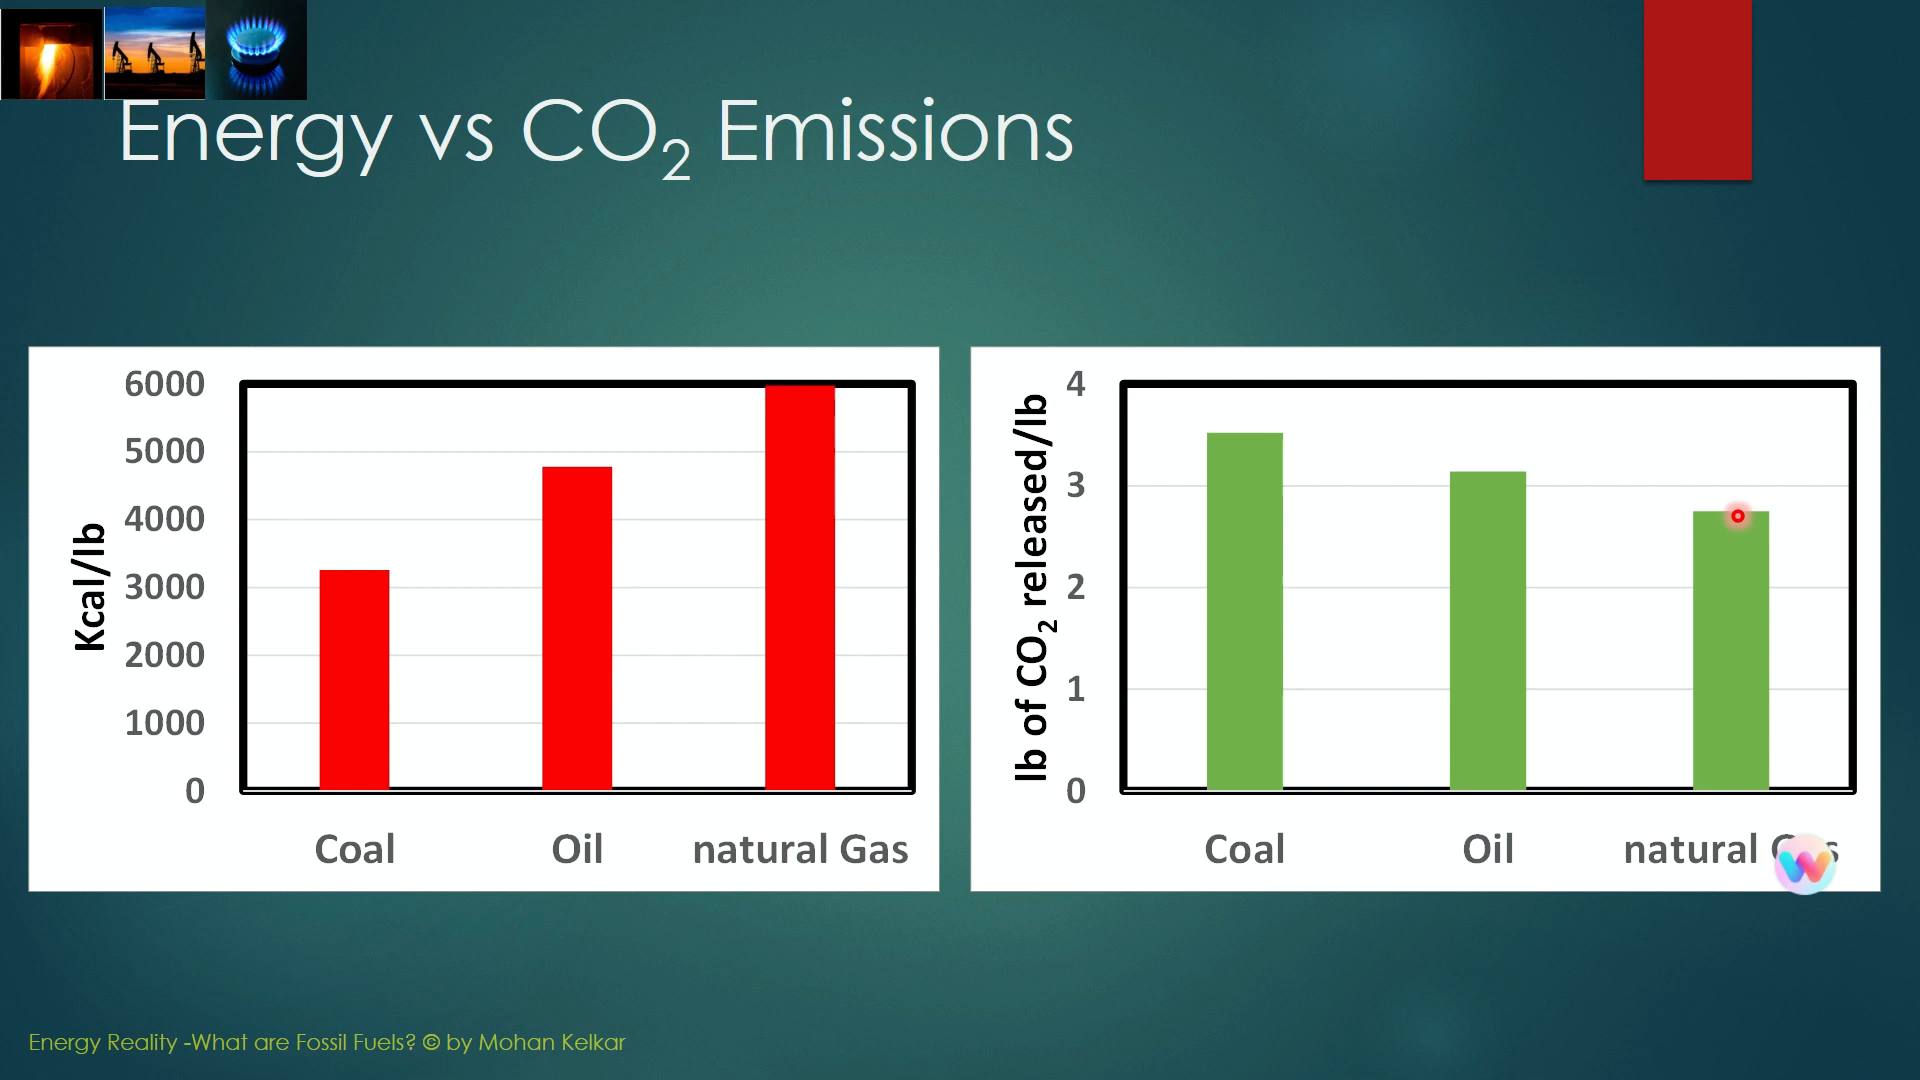 Energy vs CO₂ Emissions
6000
5000
4000
3000
2000
1000
0
Kcal/lb
Coal Oil natural Gas
4
3
2
1
0
lb of CO₂ released/lb
Coal Oil natural Gas
Energy Reality -What are Fossil Fuels? © by Mohan Kelkar